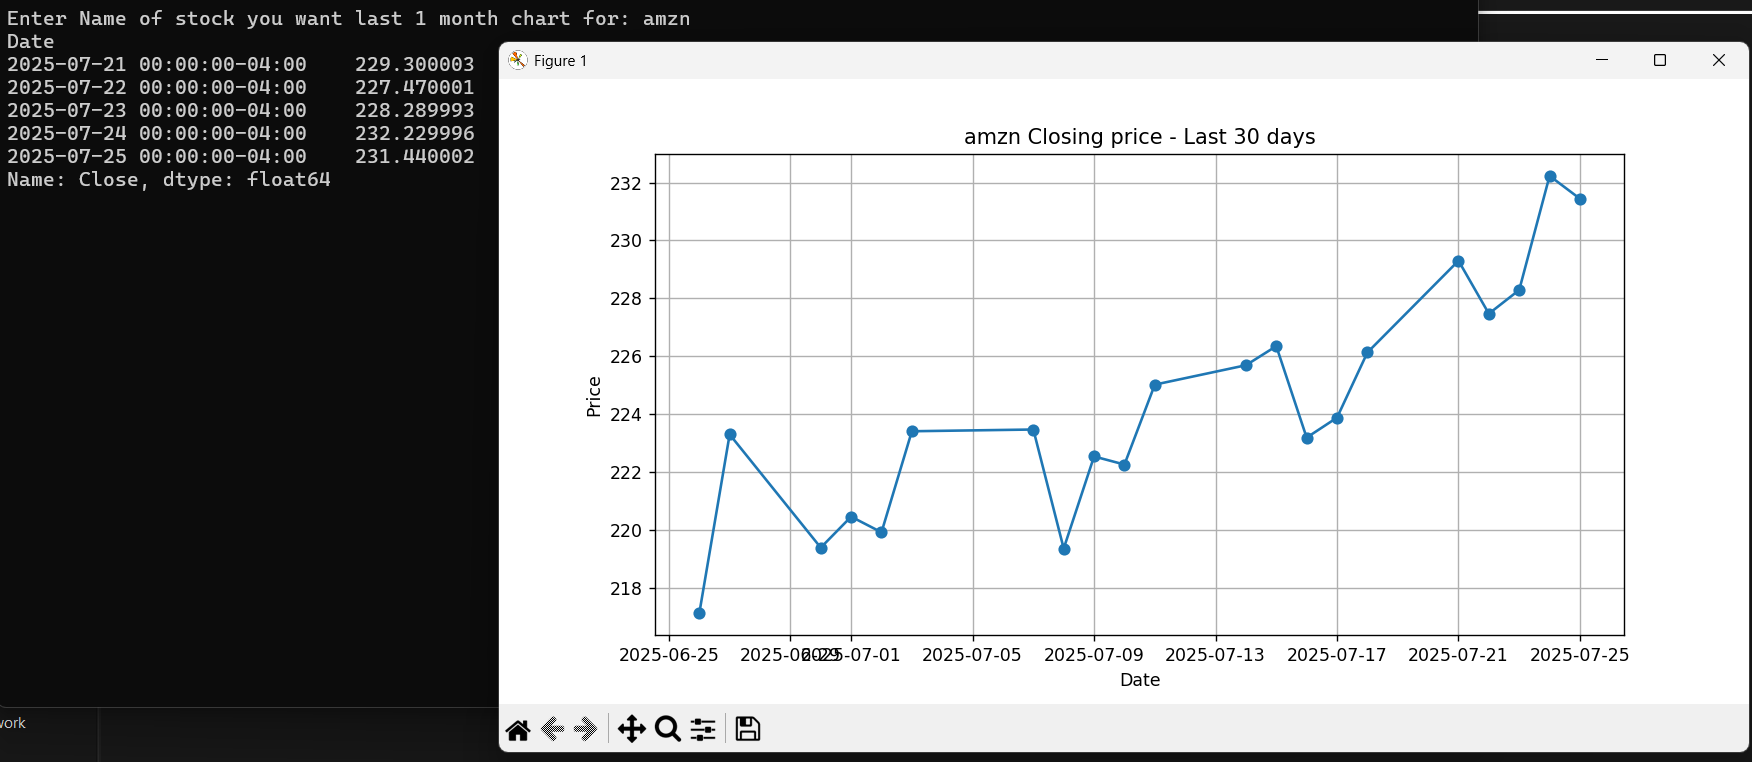 Enter Name of stock you want last 1 month chart for: amzn
Date
2025-07-21 00:00:00-04:00    229.300003
2025-07-22 00:00:00-04:00    227.470001
2025-07-23 00:00:00-04:00    228.289993
2025-07-24 00:00:00-04:00    232.229996
2025-07-25 00:00:00-04:00    231.440002
Name: Close, dtype: float64
Figure 1
amzn Closing price - Last 30 days
232
230
228
226
224
222
220
218
Price
2025-06-25 2025-06-29 2025-07-01 2025-07-05 2025-07-09 2025-07-13 2025-07-17 2025-07-21 2025-07-25
Date
work